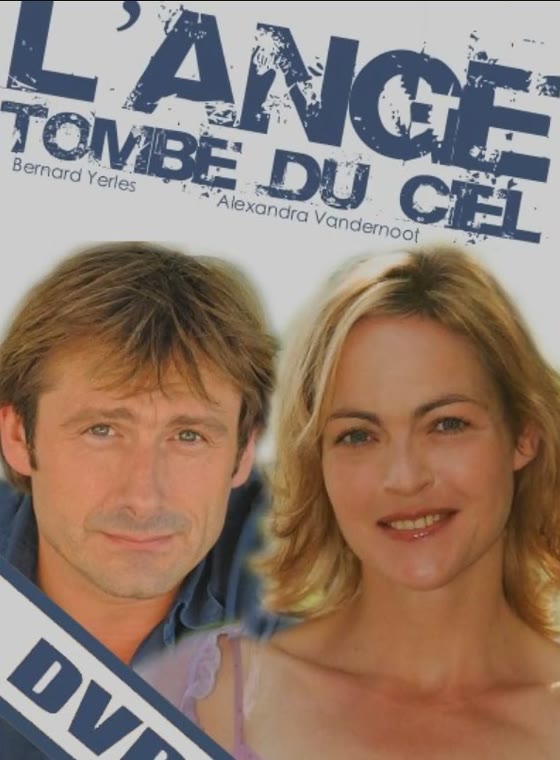 L'ANGE
TOMBE DU CIEL
Bernard Yerles
Alexandra Vandernoot
DVD